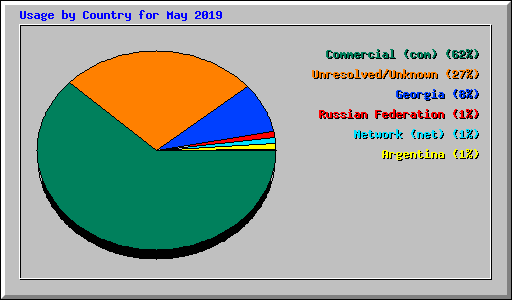 Usage by Country for May 2019
Commercial (com) (62%)
Unresolved/Unknown (27%)
Georgia (8%)
Russian Federation (1%)
Network (net) (1%)
Argentina (1%)